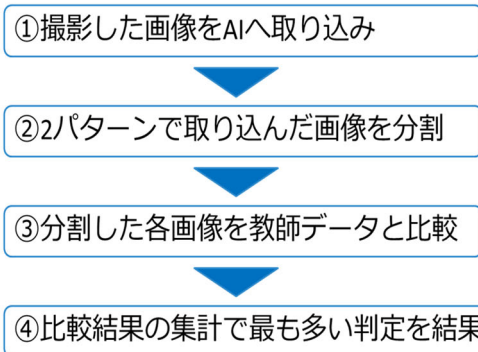 ①撮影した画像をAIへ取り込み
②2パターンで取り込んだ画像を分割
③分割した各画像を教師データと比較
④比較結果の集計で最も多い判定を結果